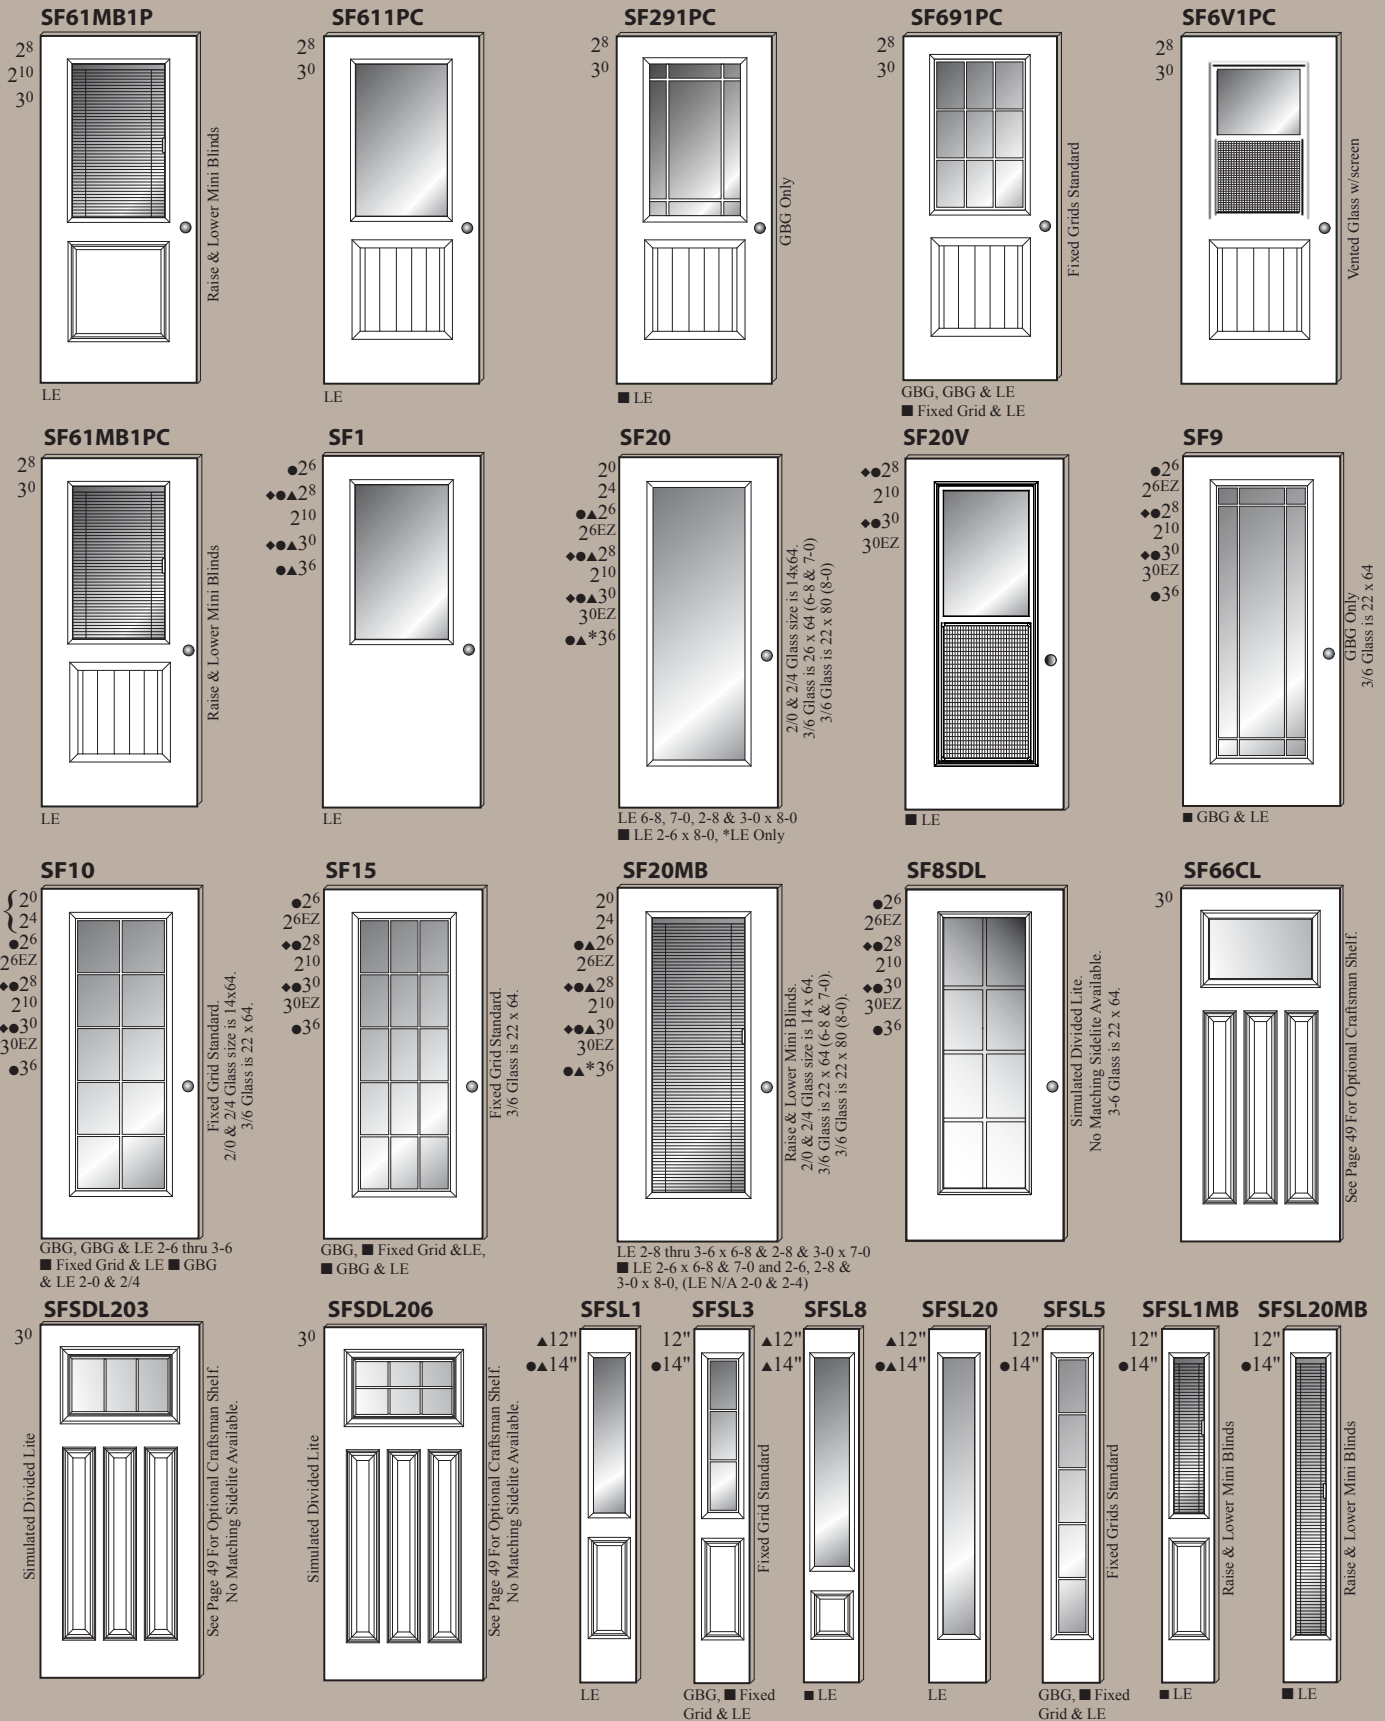 SF61MB1P
2⁸
2¹⁰
3⁰
Raise & Lower Mini Blinds
LE
SF611PC
2⁸
3⁰
LE
SF291PC
2⁸
3⁰
GBG Only
■ LE
SF691PC
2⁸
3⁰
Fixed Grids Standard
GBG, GBG & LE
■ Fixed Grid & LE
SF6V1PC
2⁸
3⁰
Vented Glass w/screen
SF61MB1PC
2⁸
3⁰
Raise & Lower Mini Blinds
LE
SF1
●2⁶
◆●▲2⁸
2¹⁰
◆●▲3⁰
●▲3⁶
LE
SF20
2⁰
2⁴
●▲2⁶
2⁶EZ
◆●▲2⁸
2¹⁰
◆●▲3⁰
3⁰EZ
●▲*3⁶
2/0 & 2/4 Glass size is 14x64.
3/6 Glass is 26 x 64 (6-8 & 7-0)
3/6 Glass is 22 x 80 (8-0)
LE 6-8, 7-0, 2-8 & 3-0 x 8-0
■ LE 2-6 x 8-0, *LE Only
SF20V
◆●2⁸
2¹⁰
◆●3⁰
3⁰EZ
■ LE
SF9
●2⁶
2⁶EZ
◆●2⁸
2¹⁰
◆●3⁰
3⁰EZ
●3⁶
GBG Only
3/6 Glass is 22 x 64
■ GBG & LE
SF10
{2⁰
2⁴
●2⁶
2⁶EZ
◆●2⁸
2¹⁰
◆●3⁰
3⁰EZ
●3⁶
Fixed Grid Standard.
2/0 & 2/4 Glass size is 14x64.
3/6 Glass is 22 x 64.
GBG, GBG & LE 2-6 thru 3-6
■ Fixed Grid & LE ■ GBG
& LE 2-0 & 2/4
SF15
●2⁶
2⁶EZ
◆●2⁸
2¹⁰
◆●3⁰
3⁰EZ
●3⁶
Fixed Grid Standard.
3/6 Glass is 22 x 64.
GBG, ■ Fixed Grid &LE,
■ GBG & LE
SF20MB
2⁰
2⁴
●▲2⁶
2⁶EZ
◆●▲2⁸
2¹⁰
◆●▲3⁰
3⁰EZ
●▲*3⁶
Raise & Lower Mini Blinds.
2/0 & 2/4 Glass size is 14 x 64.
3/6 Glass is 22 x 64 (6-8 & 7-0).
3/6 Glass is 22 x 80 (8-0).
LE 2-8 thru 3-6 x 6-8 & 2-8 & 3-0 x 7-0
■ LE 2-6 x 6-8 & 7-0 and 2-6, 2-8 &
3-0 x 8-0, (LE N/A 2-0 & 2-4)
SF8SDL
●2⁶
2⁶EZ
◆●2⁸
2¹⁰
◆●3⁰
3⁰EZ
●3⁶
Simulated Divided Lite.
No Matching Sidelite Available.
3-6 Glass is 22 x 64.
SF66CL
3⁰
See Page 49 For Optional Craftsman Shelf.
SFSDL203
3⁰
Simulated Divided Lite
See Page 49 For Optional Craftsman Shelf.
No Matching Sidelite Available.
SFSDL206
3⁰
Simulated Divided Lite
See Page 49 For Optional Craftsman Shelf.
No Matching Sidelite Available.
SFSL1
▲12"
●▲14"
LE
SFSL3
12"
●14"
Fixed Grid Standard
GBG, ■ Fixed
Grid & LE
SFSL8
▲12"
▲14"
■ LE
SFSL20
▲12"
●▲14"
LE
SFSL5
12"
●14"
Fixed Grids Standard
GBG, ■ Fixed
Grid & LE
SFSL1MB
12"
●14"
Raise & Lower Mini Blinds
■ LE
SFSL20MB
12"
●14"
Raise & Lower Mini Blinds
■ LE